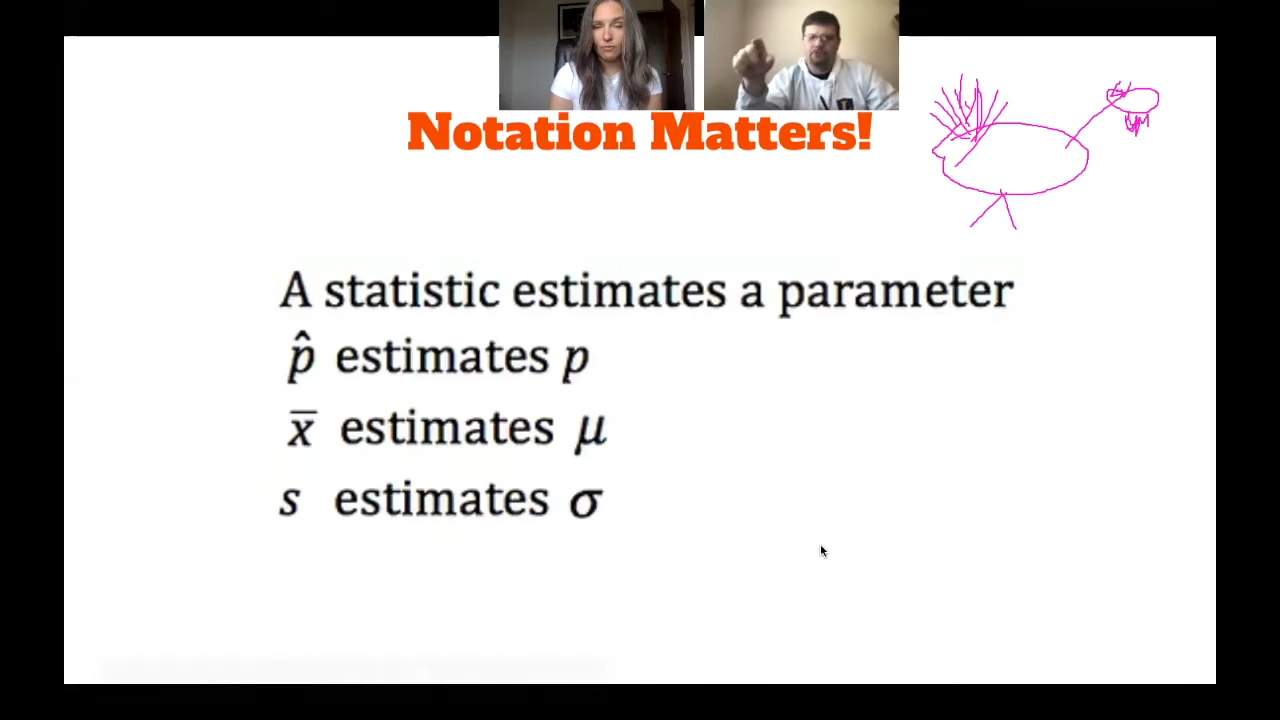 Notation Matters!
A statistic estimates a parameter
p̂ estimates p
x̄ estimates μ
s estimates σ